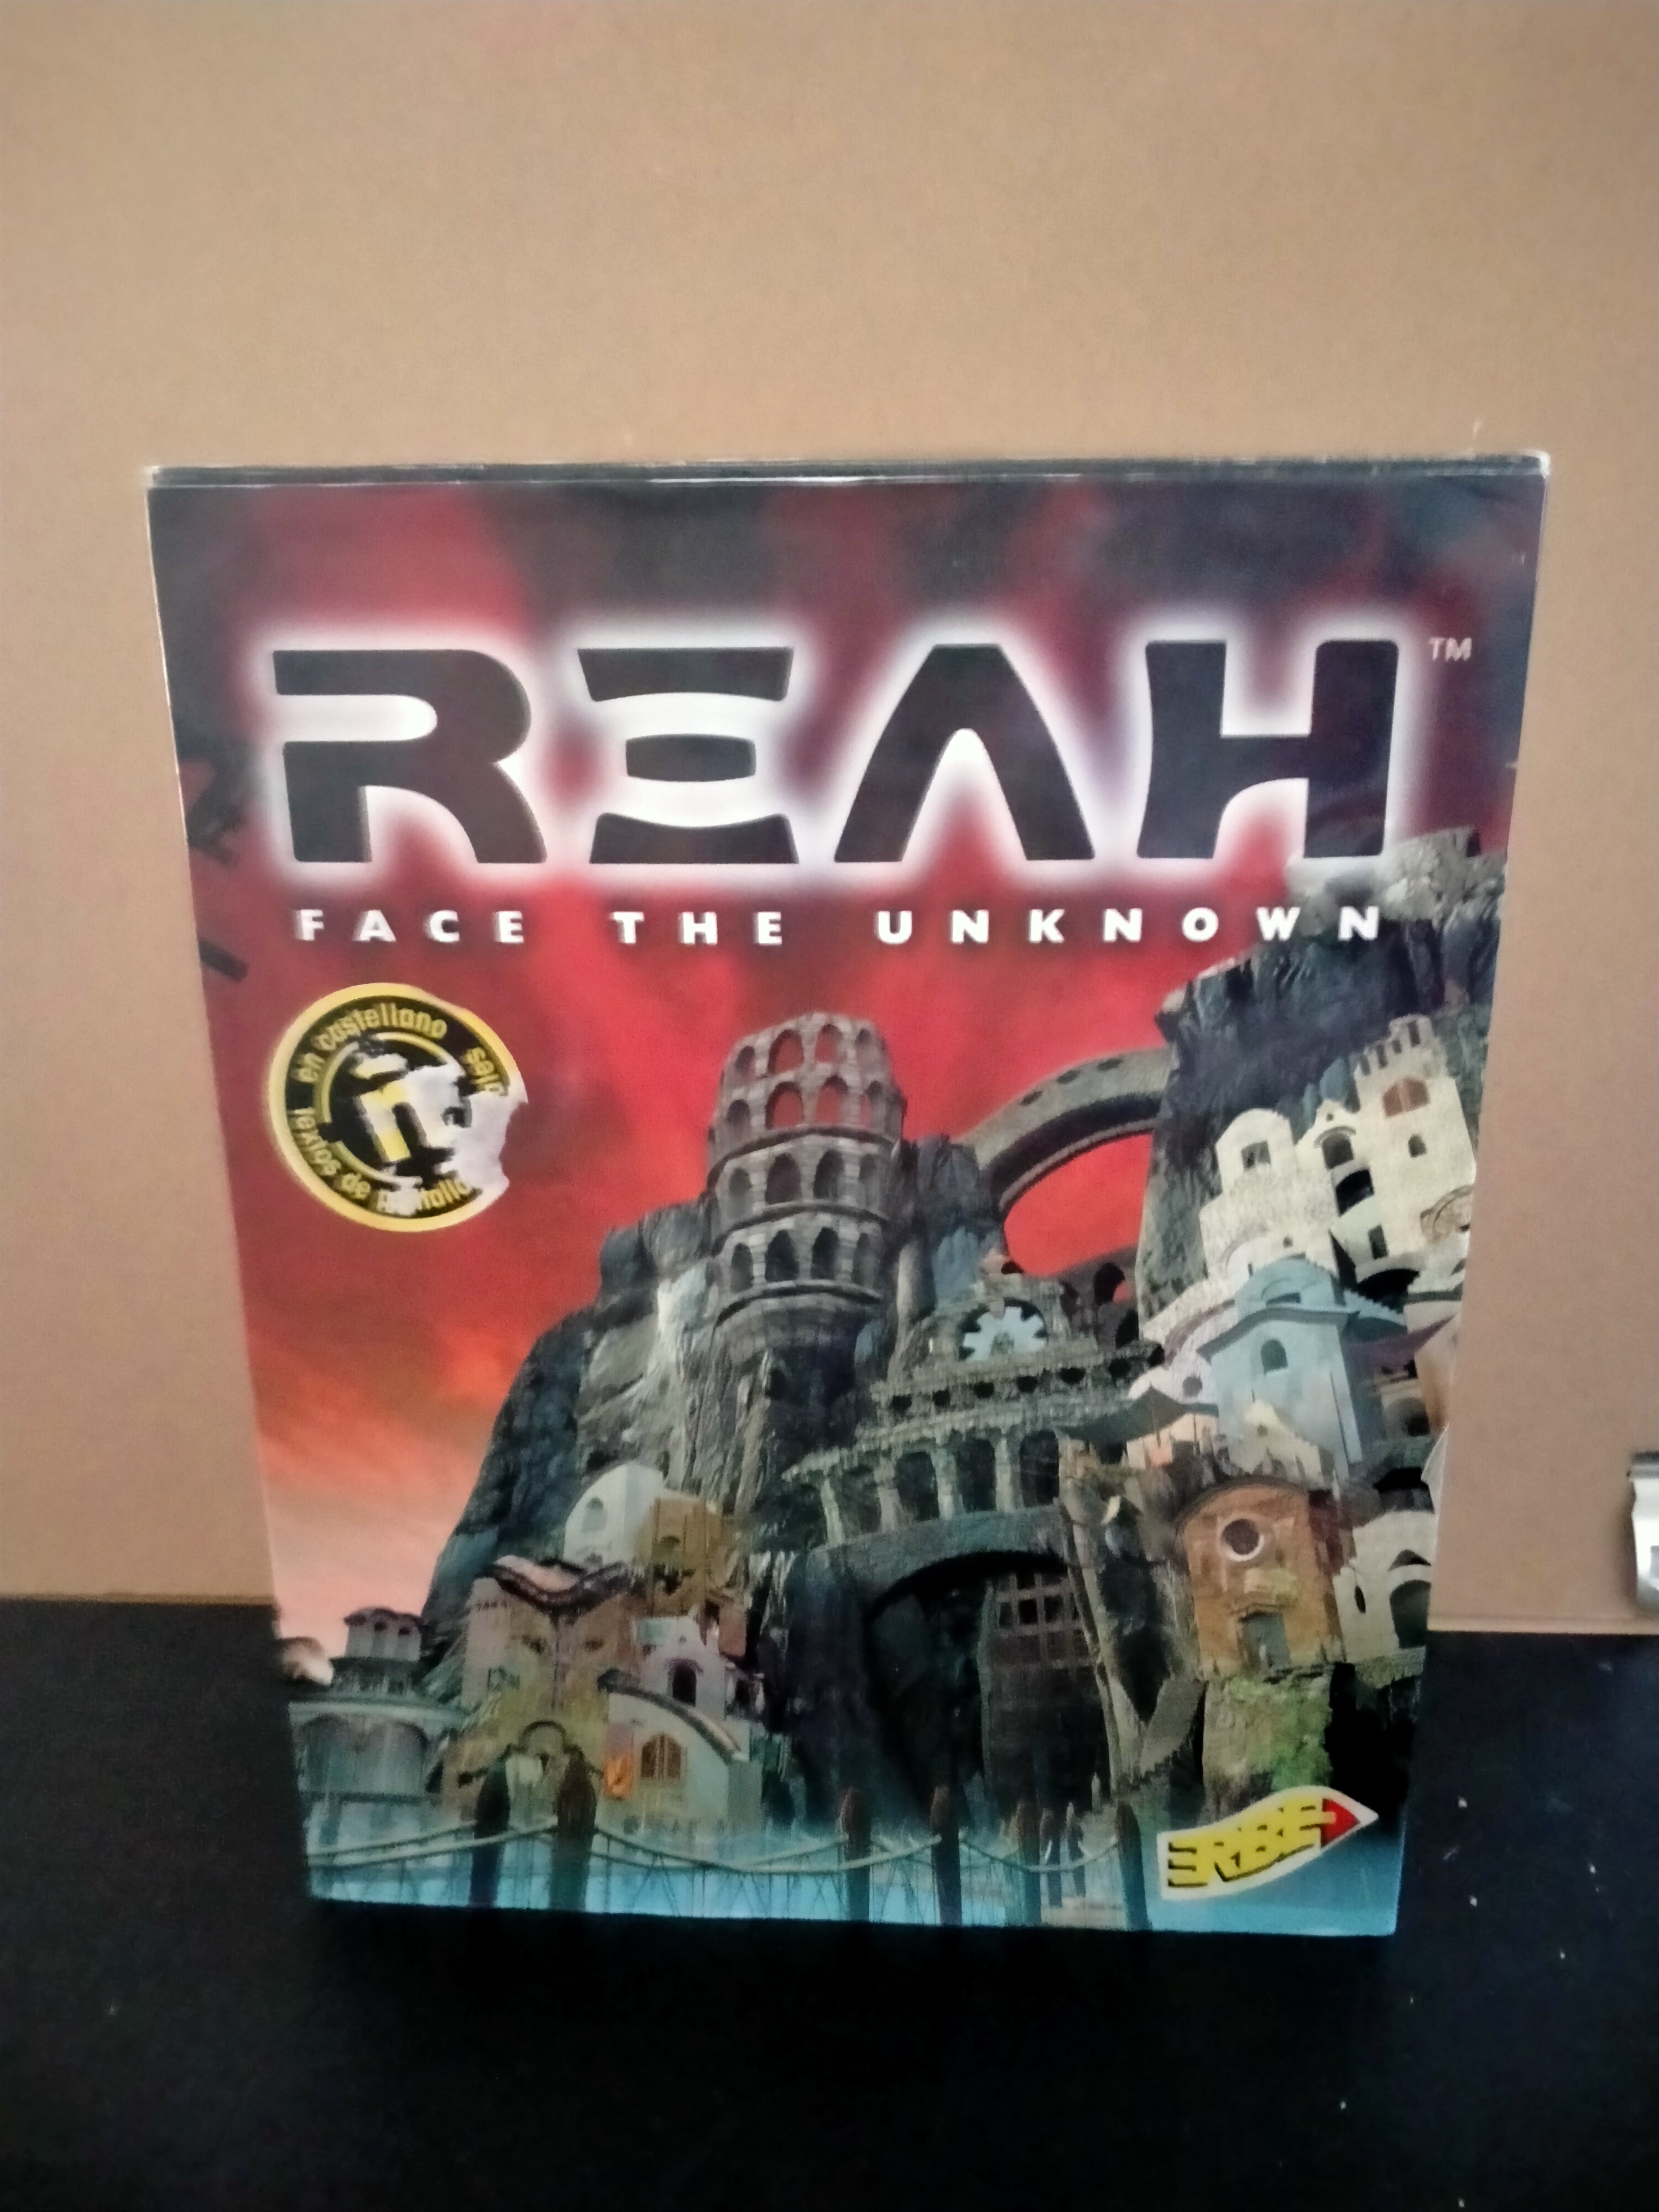 REAH™
FACE THE UNKNOWN
en castellano
textos de
ñ
ERBE